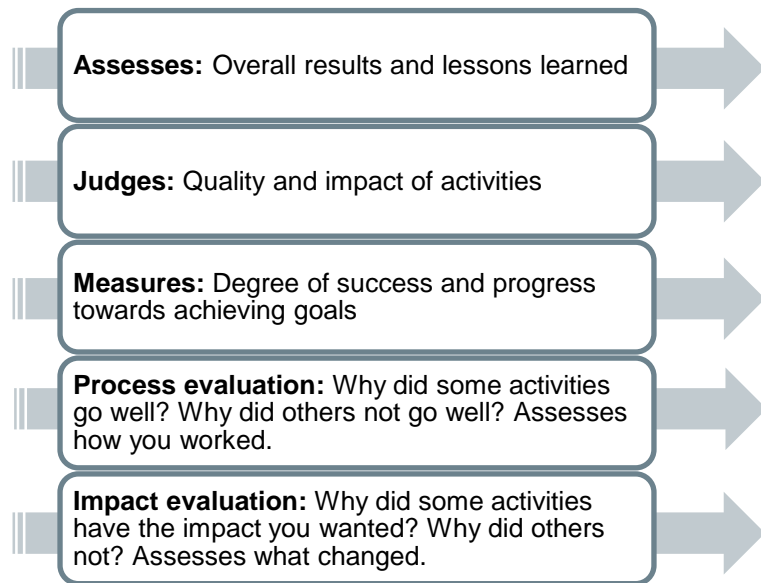 Assesses: Overall results and lessons learned
Judges: Quality and impact of activities
Measures: Degree of success and progress
towards achieving goals
Process evaluation: Why did some activities
go well? Why did others not go well? Assesses
how you worked.
Impact evaluation: Why did some activities
have the impact you wanted? Why did others
not? Assesses what changed.